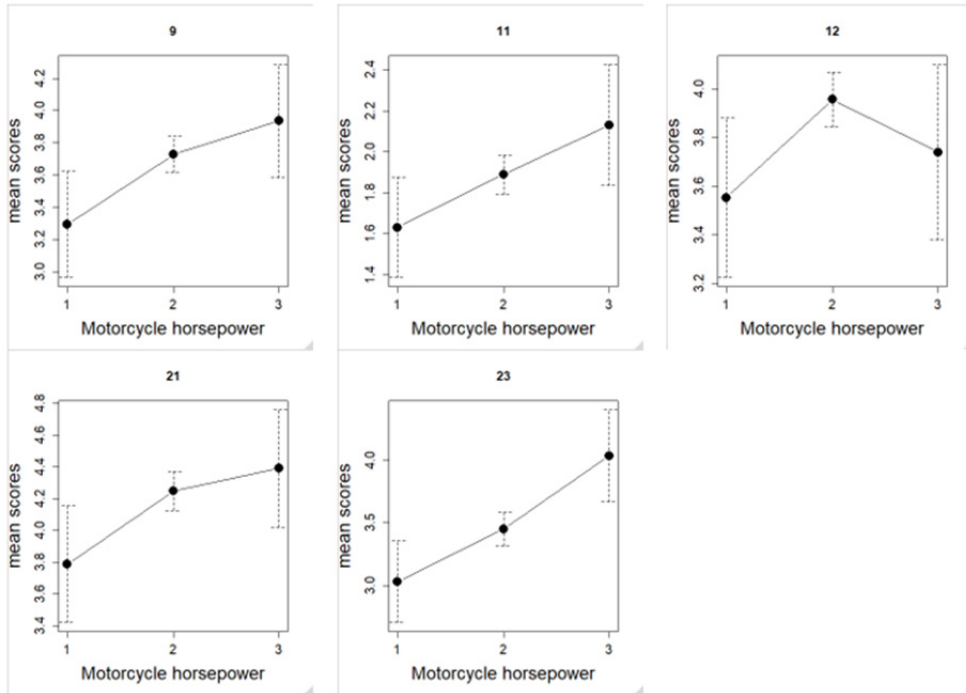 9
mean scores
3.0 3.2 3.4 3.6 3.8 4.0 4.2
1 2 3
Motorcycle horsepower
11
mean scores
1.4 1.6 1.8 2.0 2.2 2.4
1 2 3
Motorcycle horsepower
12
mean scores
3.2 3.4 3.6 3.8 4.0
1 2 3
Motorcycle horsepower
21
mean scores
3.4 3.6 3.8 4.0 4.2 4.4 4.6 4.8
1 2 3
Motorcycle horsepower
23
mean scores
3.0 3.5 4.0
1 2 3
Motorcycle horsepower